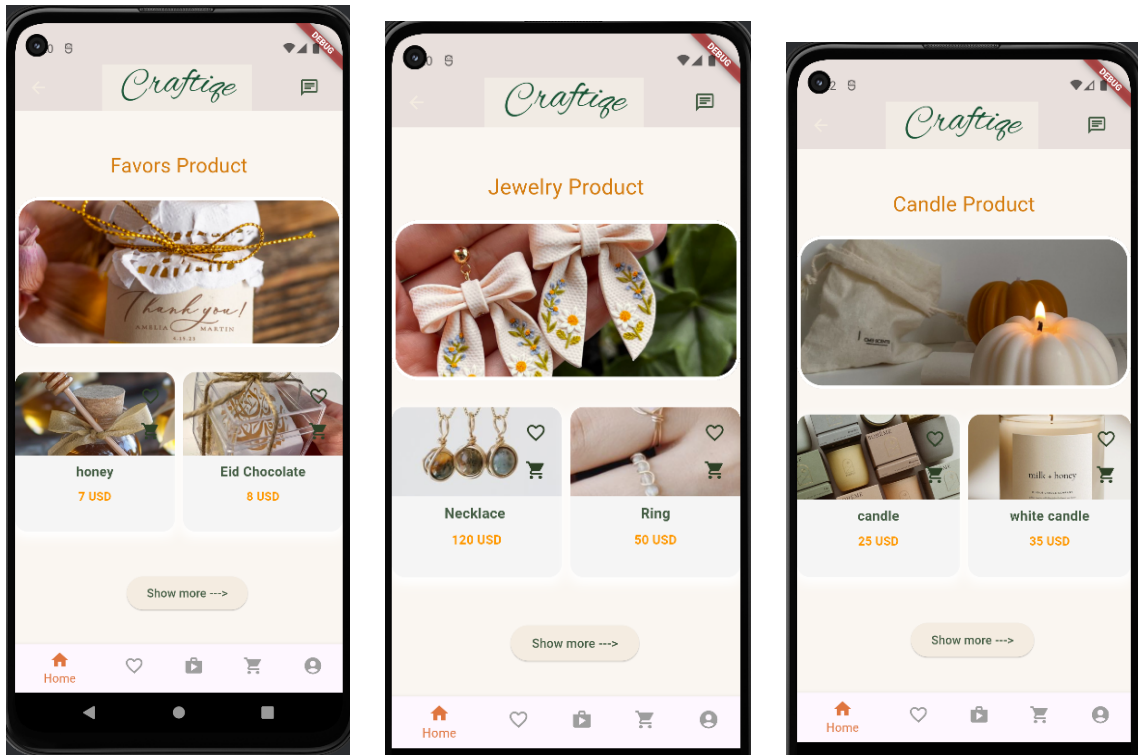 DEBUG
Craftiqe
Favors Product
Thank you!
AMELIA MARTIN
honey
7 USD
Eid Chocolate
8 USD
Show more --->
Home
DEBUG
Craftiqe
Jewelry Product
Necklace
120 USD
Ring
50 USD
Show more --->
Home
DEBUG
Craftiqe
Candle Product
milk + honey
candle
25 USD
white candle
35 USD
Show more --->
Home